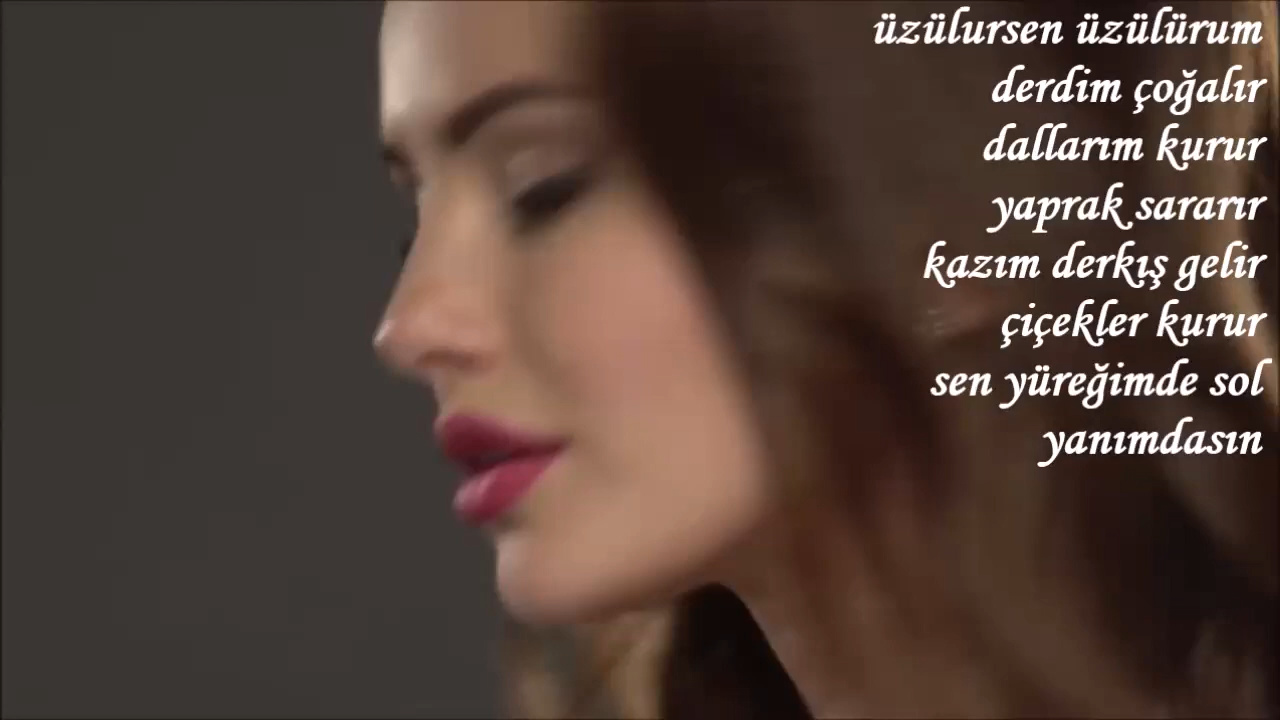 üzülursen üzülürum
derdim çoğalır
dallarım kurur
yaprak sararır
kazım derkış gelir
çiçekler kurur
sen yüreğimde sol
yanımdasın